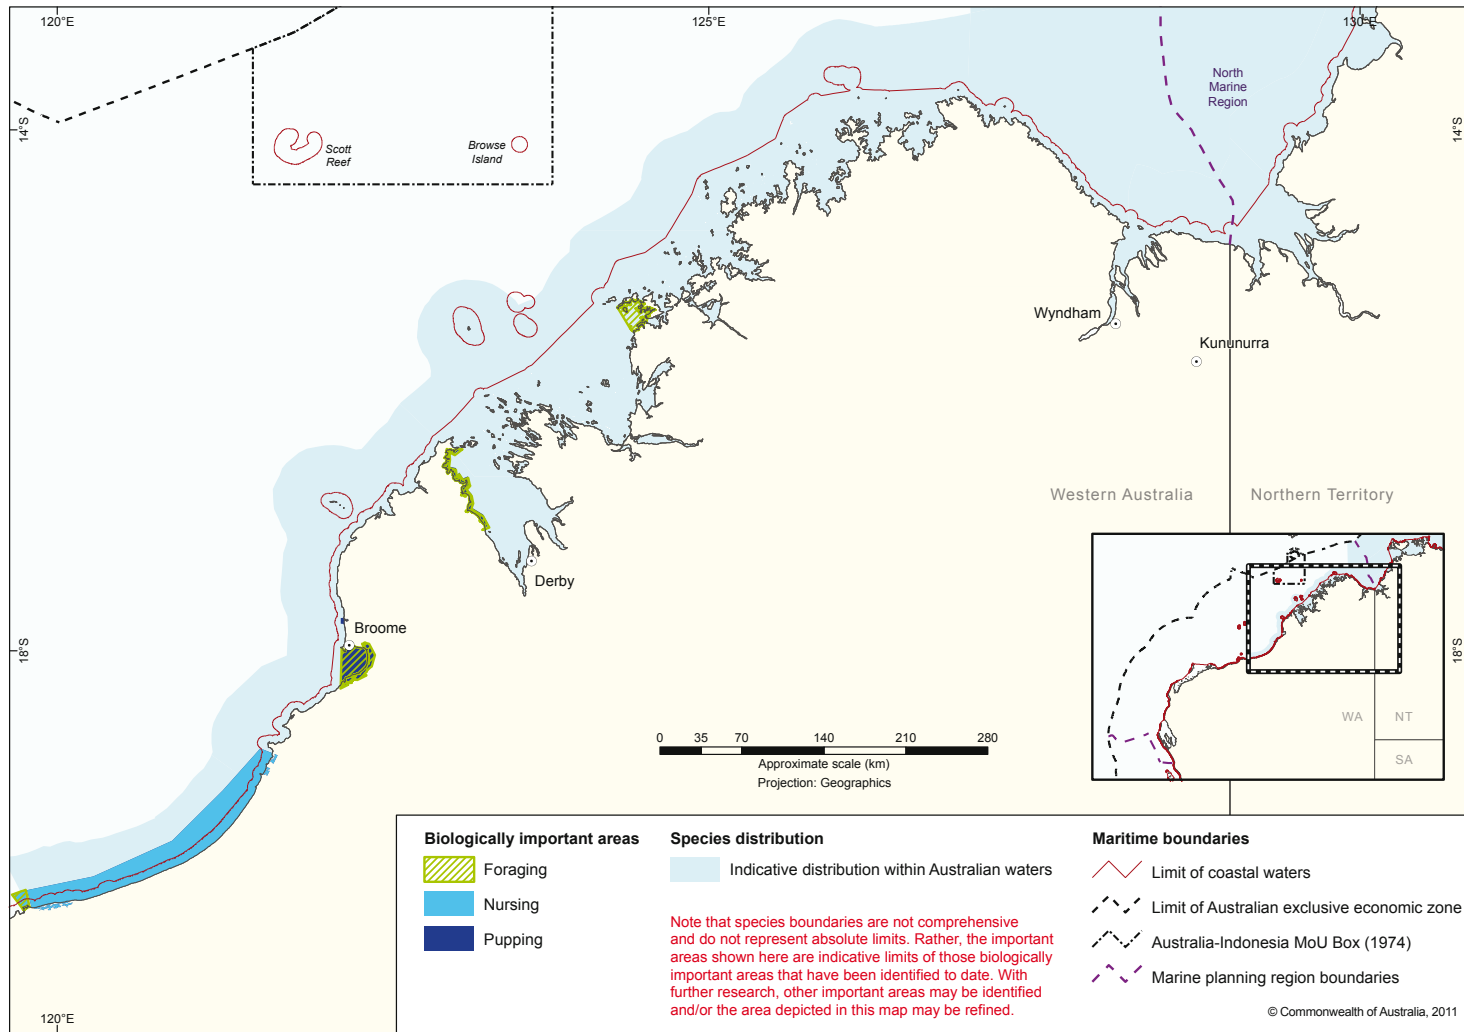 120°E
125°E
130°E
North
Marine
Region
14°S
14°S
Scott
Reef
Browse
Island
Wyndham
Kununurra
Western Australia
Northern Territory
Derby
Broome
18°S
18°S
WA
NT
SA
0 35 70 140 210 280
Approximate scale (km)
Projection: Geographics
Biologically important areas
Foraging
Nursing
Pupping
Species distribution
Indicative distribution within Australian waters
Note that species boundaries are not comprehensive
and do not represent absolute limits. Rather, the important
areas shown here are indicative limits of those biologically
important areas that have been identified to date. With
further research, other important areas may be identified
and/or the area depicted in this map may be refined.
Maritime boundaries
Limit of coastal waters
Limit of Australian exclusive economic zone
Australia-Indonesia MoU Box (1974)
Marine planning region boundaries
© Commonwealth of Australia, 2011
120°E